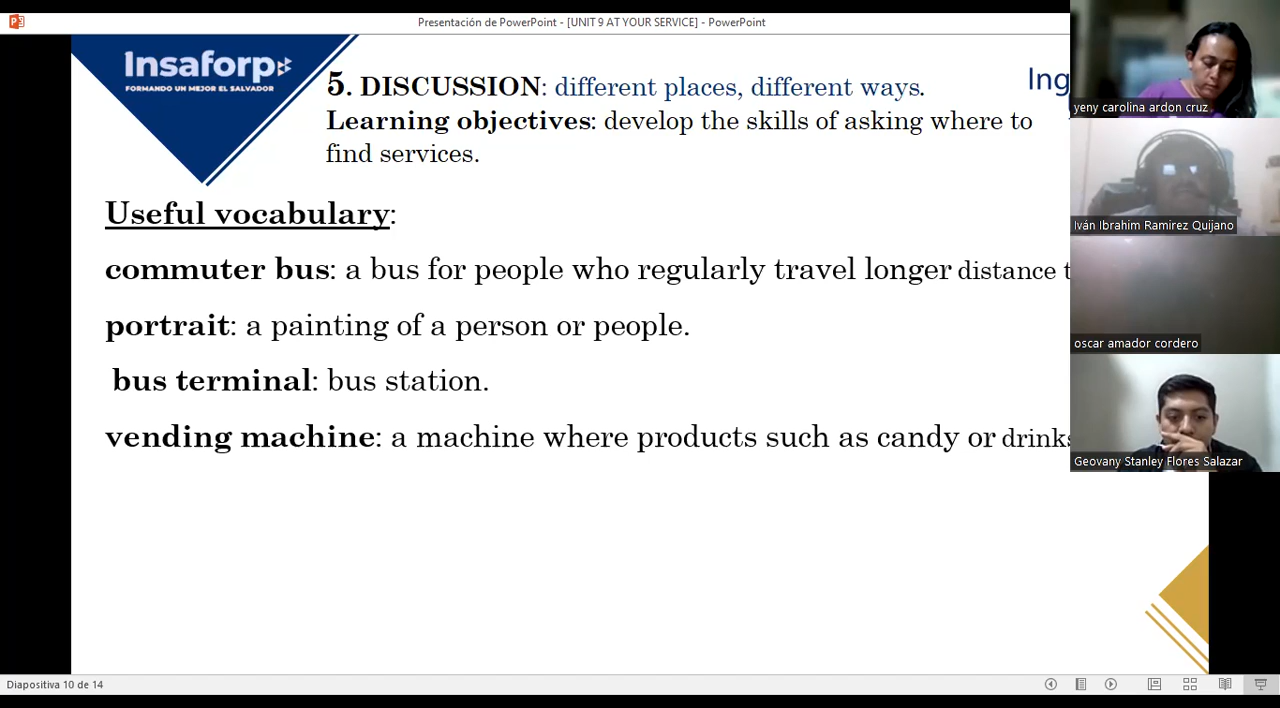 Presentación de PowerPoint - [UNIT 9 AT YOUR SERVICE] - PowerPoint
Insaforp
FORMANDO UN MEJOR EL SALVADOR
5. DISCUSSION: different places, different ways.
Ing
Learning objectives: develop the skills of asking where to
find services.
Useful vocabulary:
commuter bus: a bus for people who regularly travel longer distance t
portrait: a painting of a person or people.
bus terminal: bus station.
vending machine: a machine where products such as candy or drinks
yeny carolina ardon cruz
Iván Ibrahim Ramirez Quijano
oscar amador cordero
Geovany Stanley Flores Salazar
Diapositiva 10 de 14